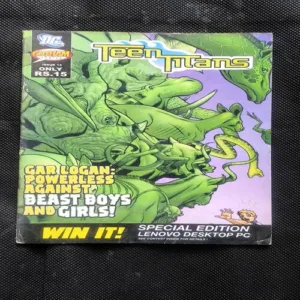 DC
TEEN TITANS
ONLY
R5.15
GAR LOGAN:
POWERLESS
AGAINST
BEAST BOYS
AND GIRLS!
WIN IT!
SPECIAL EDITION
LENOVO DESKTOP PC